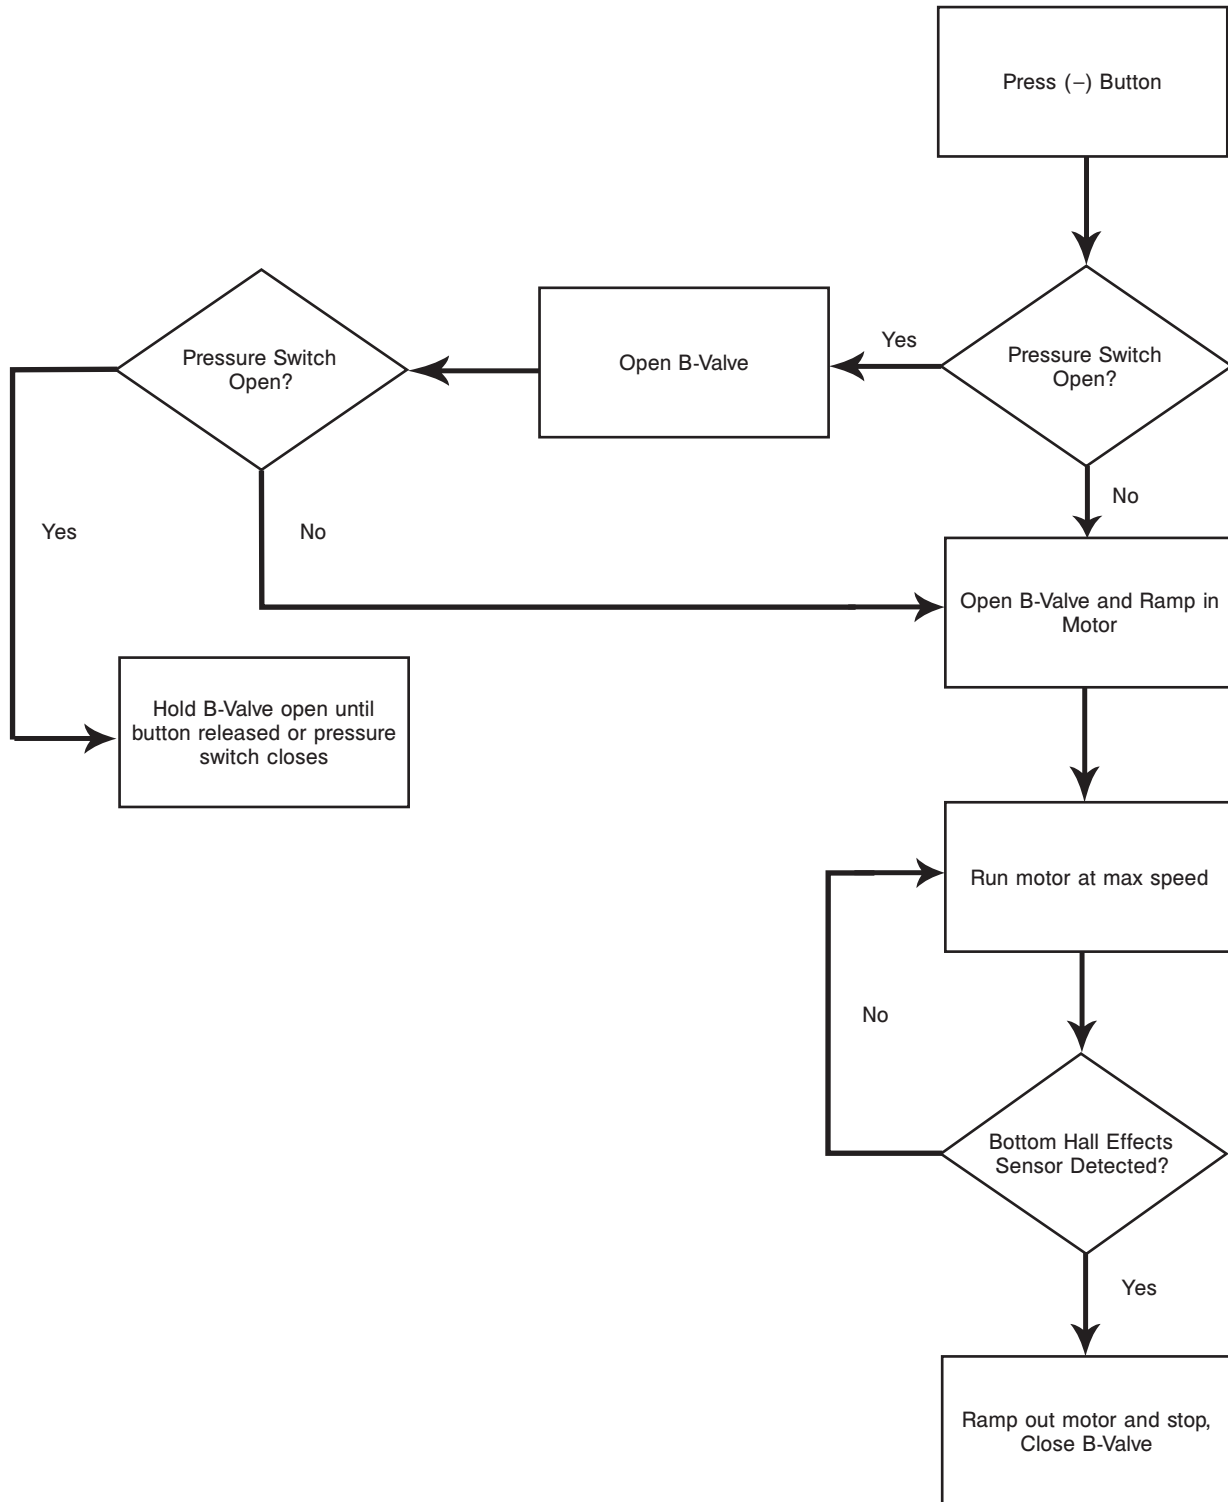 Press (−) Button
Pressure Switch
Open?
Yes
Open B-Valve
Pressure Switch
Open?
No
Yes
No
Open B-Valve and Ramp in
Motor
Hold B-Valve open until
button released or pressure
switch closes
Run motor at max speed
No
Bottom Hall Effects
Sensor Detected?
Yes
Ramp out motor and stop,
Close B-Valve